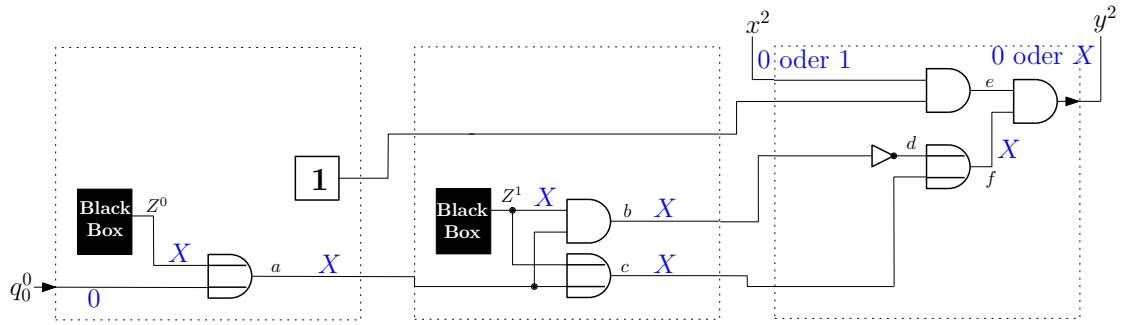 x² y²
0 oder 1 0 oder X
e
d
X
f
1
Black
Box
Z⁰
X
a
X
q₀⁰
0
Black
Box
Z¹
X
b
X
c
X